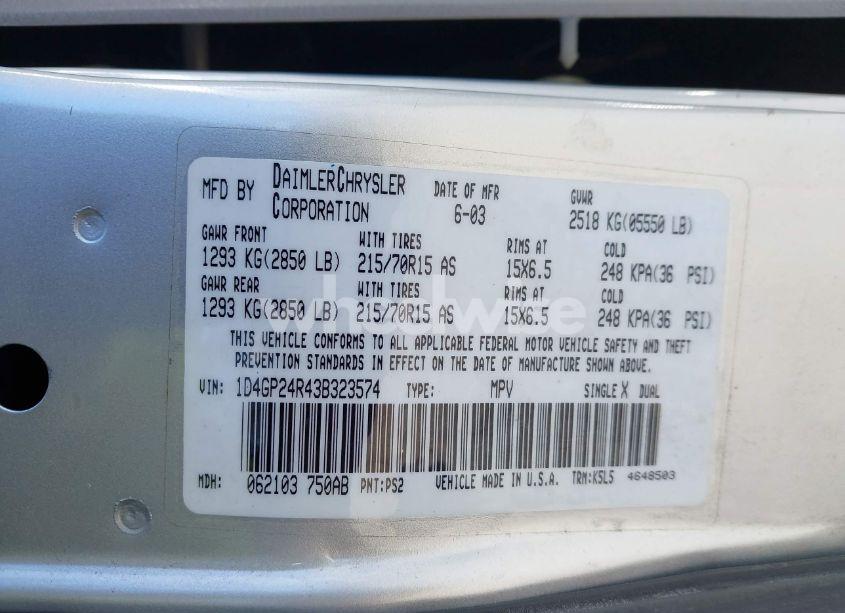 MFD BY DAIMLERCHRYSLER CORPORATION DATE OF MFR 6-03 GVWR 2518 KG(05550 LB)
GAWR FRONT WITH TIRES RIMS AT COLD
1293 KG(2850 LB) 215/70R15 AS 15X6.5 248 KPA(36 PSI)
GAWR REAR WITH TIRES RIMS AT COLD
1293 KG(2850 LB) 215/70R15 AS 15X6.5 248 KPA(36 PSI)
THIS VEHICLE CONFORMS TO ALL APPLICABLE FEDERAL MOTOR VEHICLE SAFETY AND THEFT
PREVENTION STANDARDS IN EFFECT ON THE DATE OF MANUFACTURE SHOWN ABOVE.
VIN: 1D4GP24R43B323574 TYPE: MPV SINGLE X DUAL
MDH: 062103 750AB PNT:PS2 VEHICLE MADE IN U.S.A. TRM:K5L5 4648503